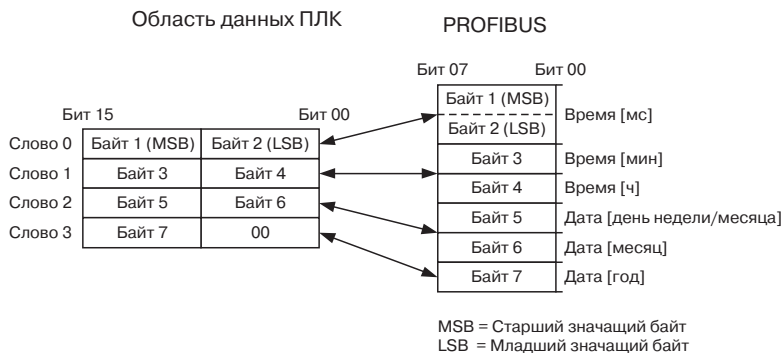 Область данных ПЛК
PROFIBUS
Бит 07 Бит 00
Байт 1 (MSB)
Байт 2 (LSB)
Время [мс]
Байт 3 Время [мин]
Байт 4 Время [ч]
Байт 5 Дата [день недели/месяца]
Байт 6 Дата [месяц]
Байт 7 Дата [год]
Бит 15 Бит 00
Слово 0 Байт 1 (MSB) Байт 2 (LSB)
Слово 1 Байт 3 Байт 4
Слово 2 Байт 5 Байт 6
Слово 3 Байт 7 00
MSB = Старший значащий байт
LSB = Младший значащий байт